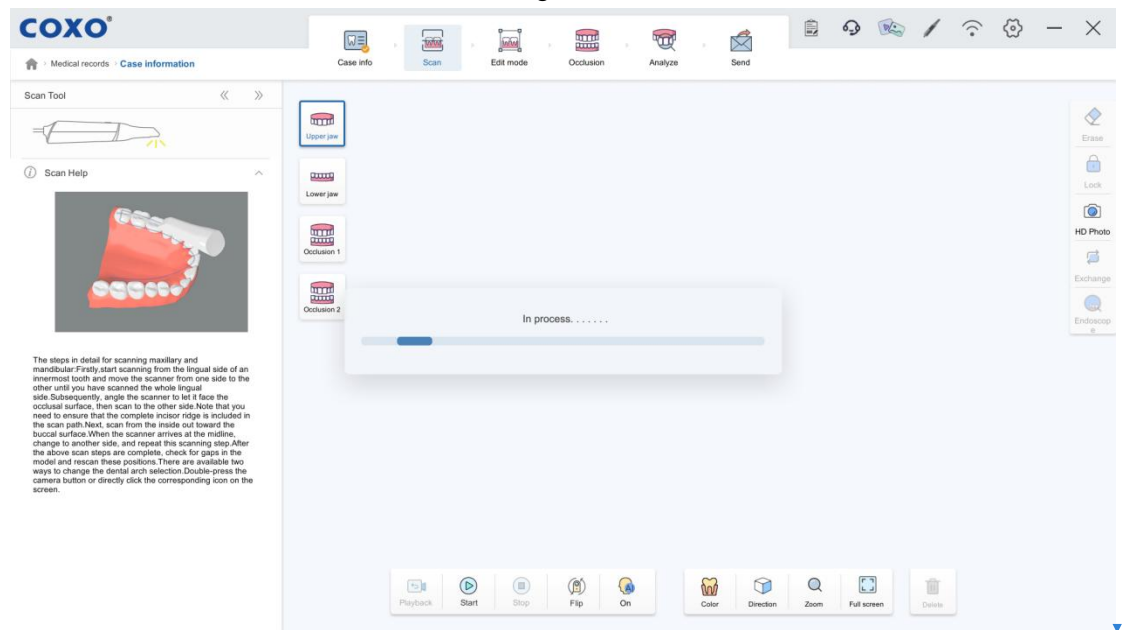 COXO®
Medical records › Case information
Case info
Scan
Edit mode
Occlusion
Analyze
Send
Scan Tool
Scan Help
The steps in detail for scanning maxillary and
mandibular:Firstly,start scanning from the lingual side of an
innermost tooth and move the scanner from one side to the
other until you have scanned the whole lingual
side.Subsequently, angle the scanner to let it face the
occlusal surface, then scan to the other side.Note that you
need to ensure that the complete incisor ridge is included in
the scan path.Next, scan from the inside out toward the
buccal surface.When the scanner arrives at the midline,
change to another side, and repeat this scanning step.After
the above scan steps are complete, check for gaps in the
model and rescan these positions.There are available two
ways to change the dental arch selection.Double-press the
camera button or directly click the corresponding icon on the
screen.
Upper jaw
Lower jaw
Occlusion 1
Occlusion 2
In process. . . . . . .
Erase
Lock
HD Photo
Exchange
Endoscop
e
Playback
Start
Stop
Flip
AI
On
Color
Direction
Zoom
Full screen
Delete